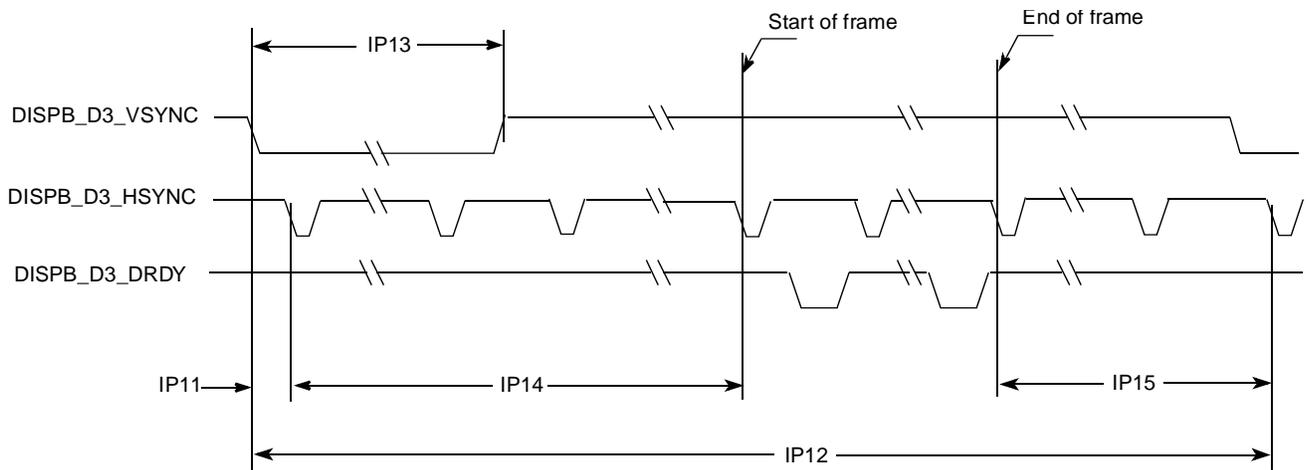 Start of frame
End of frame
IP13
DISPB_D3_VSYNC
DISPB_D3_HSYNC
DISPB_D3_DRDY
IP11
IP14
IP15
IP12